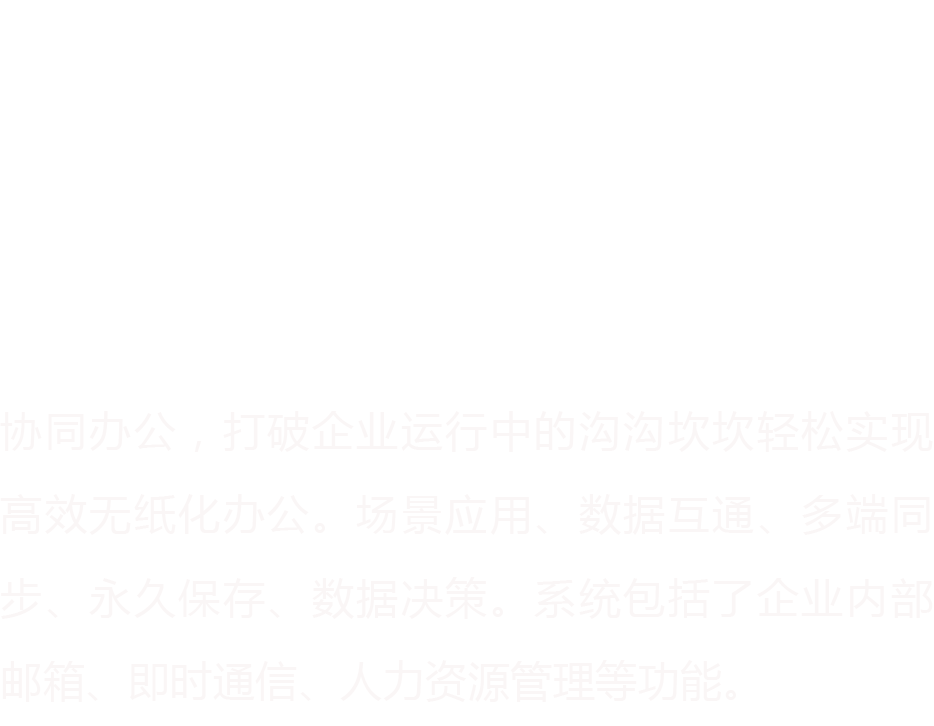 协同办公，打破企业运行中的沟沟坎坎轻松实现
高效无纸化办公。场景应用、数据互通、多端同
步、永久保存、数据决策。系统包括了企业内部
邮箱、即时通信、人力资源管理等功能。